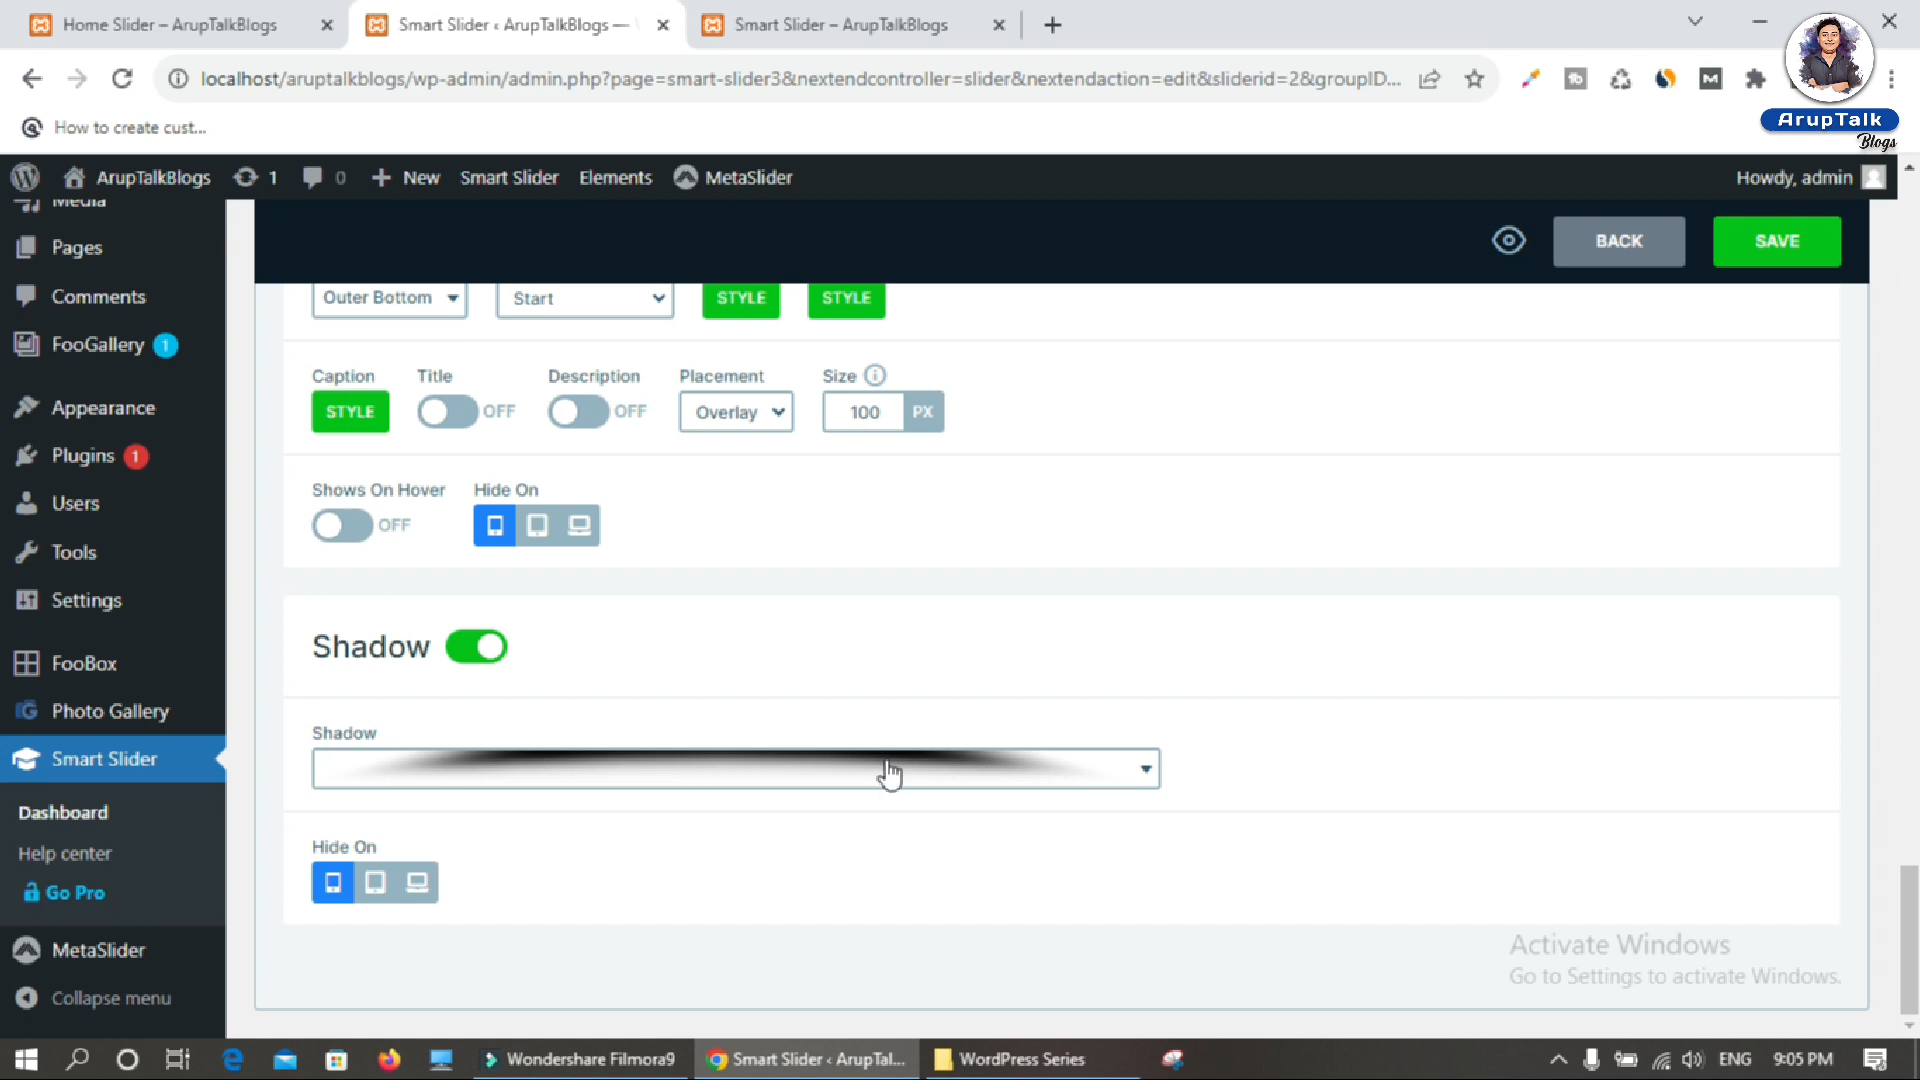 Home Slider – ArupTalkBlogs
Smart Slider ‹ ArupTalkBlogs —
Smart Slider – ArupTalkBlogs
localhost/aruptalkblogs/wp-admin/admin.php?page=smart-slider3&nextendcontroller=slider&nextendaction=edit&sliderid=2&groupID...
How to create cust...
ArupTalk
Blogs
ArupTalkBlogs 1 0 New Smart Slider Elements MetaSlider Howdy, admin
Media
Pages
Comments
FooGallery 1
Appearance
Plugins 1
Users
Tools
Settings
FooBox
Photo Gallery
Smart Slider
Dashboard
Help center
Go Pro
MetaSlider
Collapse menu
BACK SAVE
Outer Bottom Start STYLE STYLE
Caption Title Description Placement Size
STYLE OFF OFF Overlay 100 PX
Shows On Hover Hide On
OFF
Shadow
Shadow
Hide On
Activate Windows
Go to Settings to activate Windows.
Wondershare Filmora9 Smart Slider ‹ ArupTal... WordPress Series ENG 9:05 PM